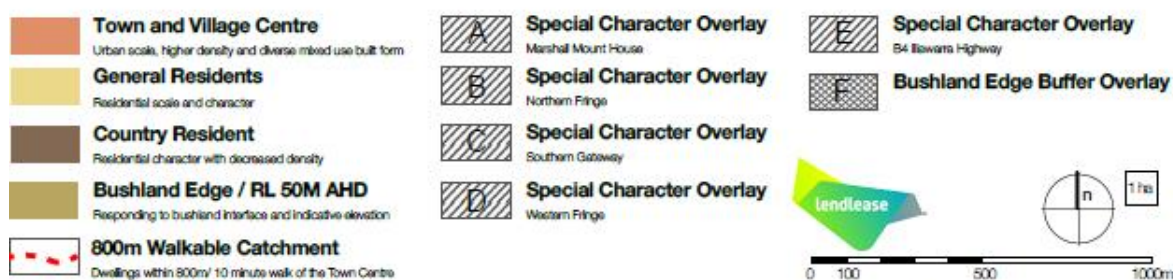 Town and Village Centre
Urban scale, higher density and diverse mixed use built form
General Residents
Residential scale and character
Country Resident
Residential character with decreased density
Bushland Edge / RL 50M AHD
Responding to bushland interface and indicative elevation
800m Walkable Catchment
Dwellings within 800m/ 10 minute walk of the Town Centre
A
Special Character Overlay
Marshall Mount House
B
Special Character Overlay
Northern Fringe
C
Special Character Overlay
Southern Gateway
D
Special Character Overlay
Western Fringe
E
Special Character Overlay
B4 Illawarra Highway
F
Bushland Edge Buffer Overlay
lendlease
n
1 ha
0 100 500 1000m